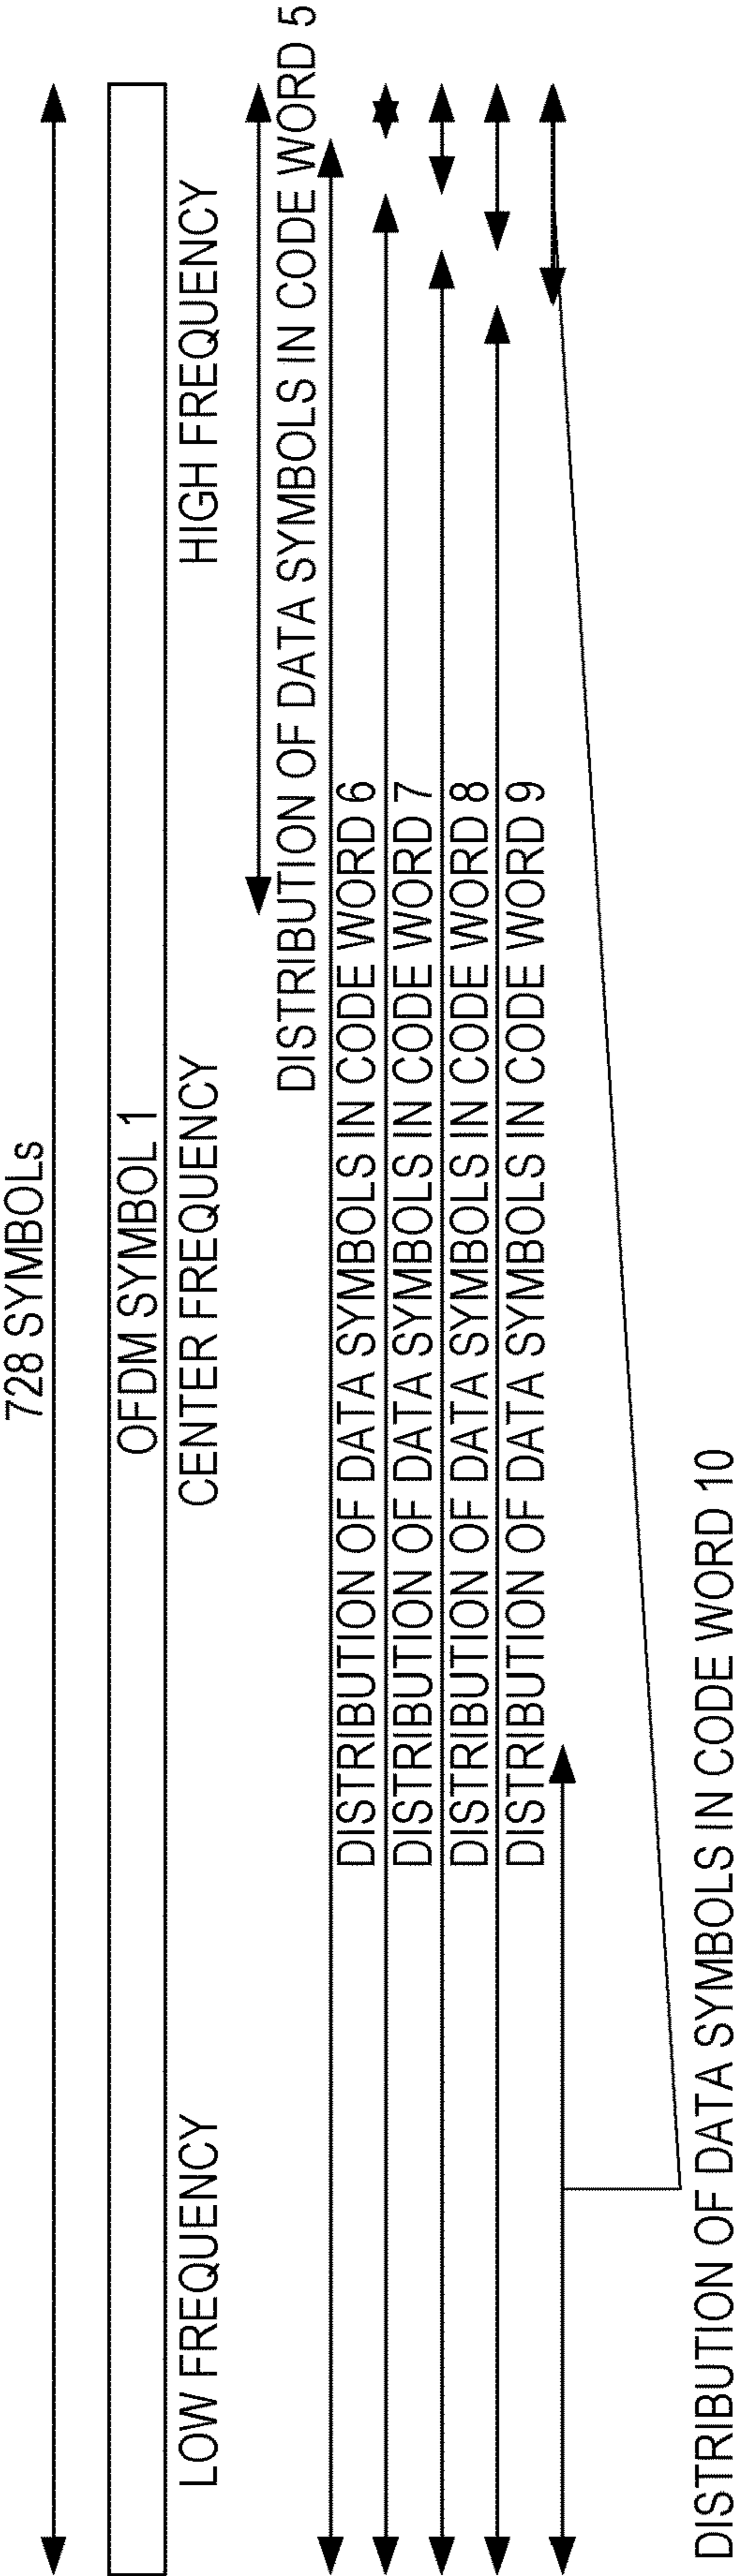 728 SYMBOLs
OFDM SYMBOL 1
LOW FREQUENCY
CENTER FREQUENCY
HIGH FREQUENCY
DISTRIBUTION OF DATA SYMBOLS IN CODE WORD 5
DISTRIBUTION OF DATA SYMBOLS IN CODE WORD 6
DISTRIBUTION OF DATA SYMBOLS IN CODE WORD 7
DISTRIBUTION OF DATA SYMBOLS IN CODE WORD 8
DISTRIBUTION OF DATA SYMBOLS IN CODE WORD 9
DISTRIBUTION OF DATA SYMBOLS IN CODE WORD 10